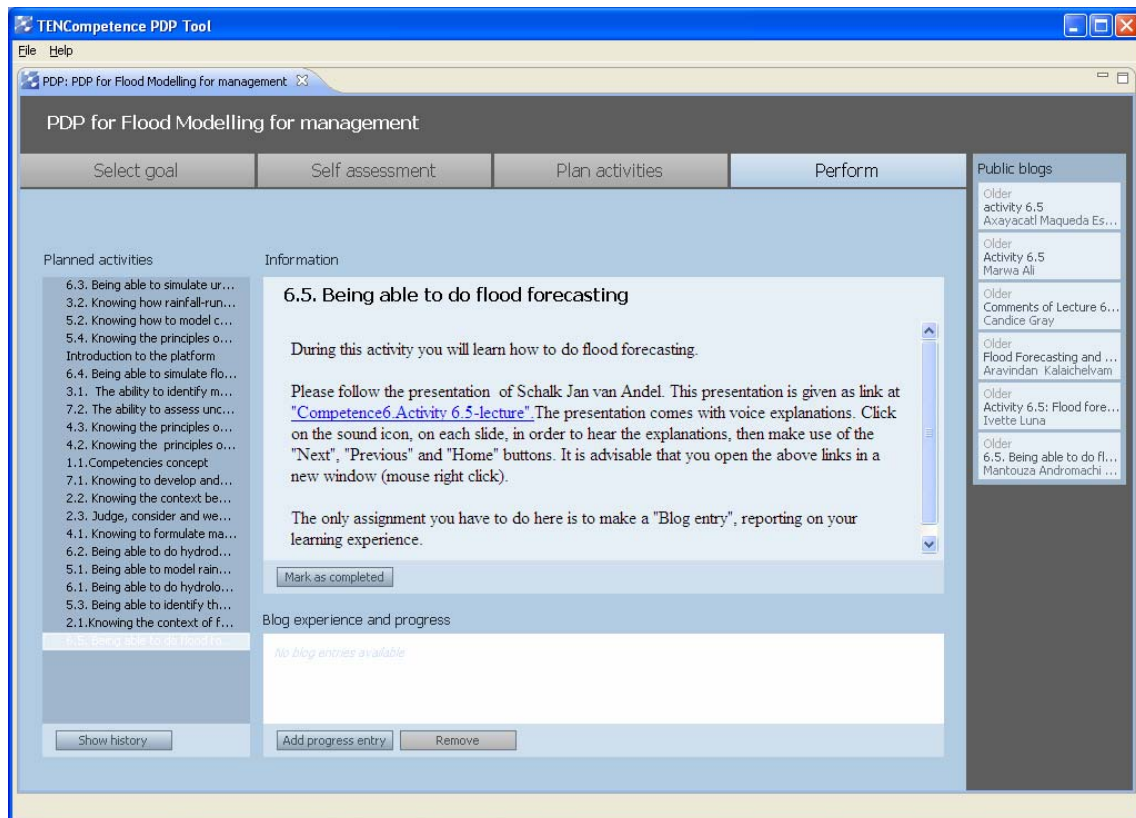 TENCompetence PDP Tool
File Help
PDP: PDP for Flood Modelling for management
PDP for Flood Modelling for management
Select goal
Self assessment
Plan activities
Perform
Planned activities
6.3. Being able to simulate ur...
3.2. Knowing how rainfall-run...
5.2. Knowing how to model c...
5.4. Knowing the principles o...
Introduction to the platform
6.4. Being able to simulate flo...
3.1. The ability to identify m...
7.2. The ability to assess unc...
4.3. Knowing the principles o...
4.2. Knowing the principles o...
1.1.Competencies concept
7.1. Knowing to develop and...
2.2. Knowing the context be...
2.3. Judge, consider and we...
4.1. Knowing to formulate ma...
6.2. Being able to do hydrod...
5.1. Being able to model rain...
6.1. Being able to do hydrolo...
5.3. Being able to identify th...
2.1.Knowing the context of f...
6.5. Being able to do flood fo...
Show history
Information
6.5. Being able to do flood forecasting
During this activity you will learn how to do flood forecasting.
Please follow the presentation of Schalk Jan van Andel. This presentation is given as link at
"Competence6.Activity 6.5-lecture".The presentation comes with voice explanations. Click
on the sound icon, on each slide, in order to hear the explanations, then make use of the
"Next", "Previous" and "Home" buttons. It is advisable that you open the above links in a
new window (mouse right click).
The only assignment you have to do here is to make a "Blog entry", reporting on your
learning experience.
Mark as completed
Blog experience and progress
No blog entries available
Add progress entry
Remove
Public blogs
Older
activity 6.5
Axayacatl Maqueda Es...
Older
Activity 6.5
Marwa Ali
Older
Comments of Lecture 6...
Candice Gray
Older
Flood Forecasting and ...
Aravindan Kalaichelvam
Older
Activity 6.5: Flood fore...
Ivette Luna
Older
6.5. Being able to do fl...
Mantouza Andromachi ...